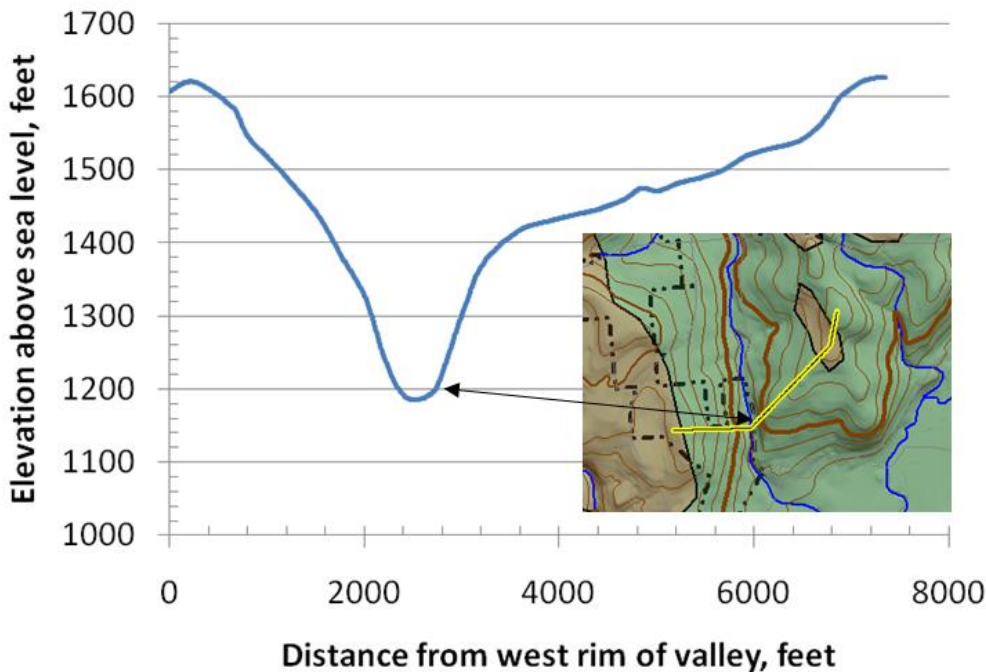 Elevation above sea level, feet
1700
1600
1500
1400
1300
1200
1100
1000
0 2000 4000 6000 8000
Distance from west rim of valley, feet